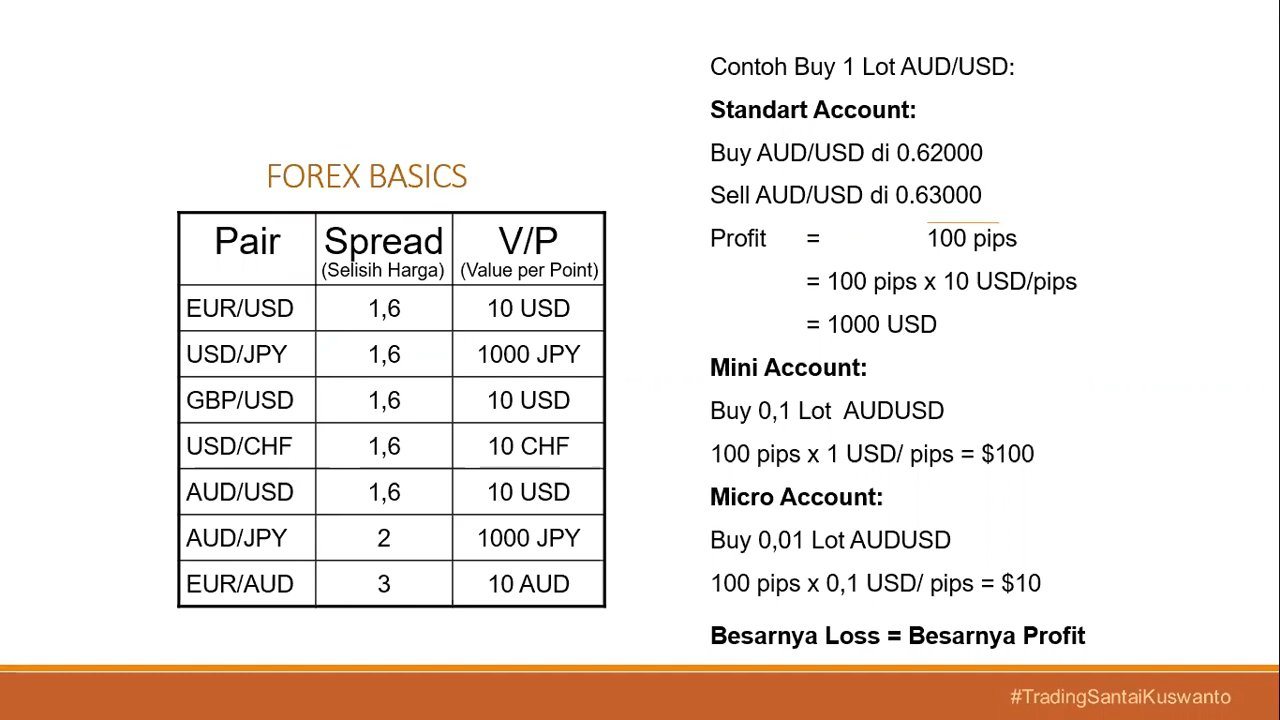 FOREX BASICS
Pair Spread V/P
(Selisih Harga) (Value per Point)
EUR/USD 1,6 10 USD
USD/JPY 1,6 1000 JPY
GBP/USD 1,6 10 USD
USD/CHF 1,6 10 CHF
AUD/USD 1,6 10 USD
AUD/JPY 2 1000 JPY
EUR/AUD 3 10 AUD
Contoh Buy 1 Lot AUD/USD:
Standart Account:
Buy AUD/USD di 0.62000
Sell AUD/USD di 0.63000
Profit = 100 pips
= 100 pips x 10 USD/pips
= 1000 USD
Mini Account:
Buy 0,1 Lot AUDUSD
100 pips x 1 USD/ pips = $100
Micro Account:
Buy 0,01 Lot AUDUSD
100 pips x 0,1 USD/ pips = $10
Besarnya Loss = Besarnya Profit
#TradingSantaiKuswanto